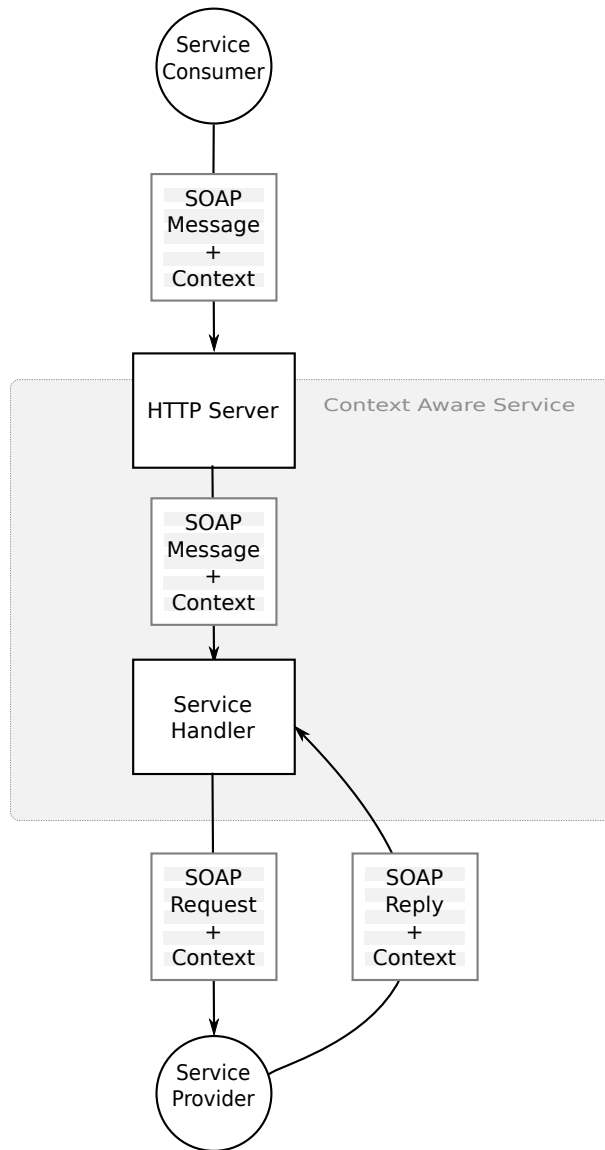 Service
Consumer
SOAP
Message
+
Context
HTTP Server
Context Aware Service
SOAP
Message
+
Context
Service
Handler
SOAP
Request
+
Context
SOAP
Reply
+
Context
Service
Provider